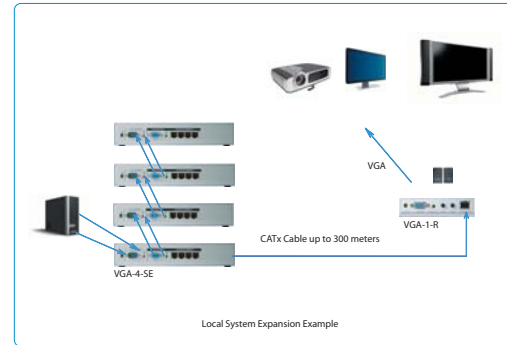 VGA
VGA-1-R
CATx Cable up to 300 meters
VGA-4-SE
Local System Expansion Example